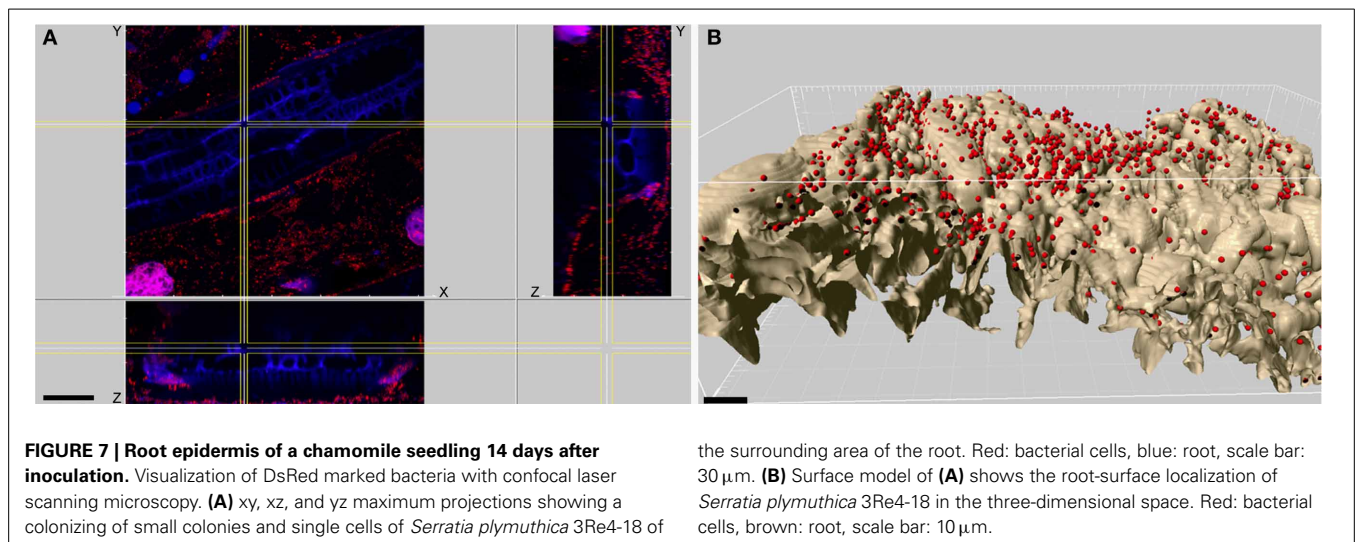 A
Y
Y
X
Z
Z
B
FIGURE 7 | Root epidermis of a chamomile seedling 14 days after
inoculation. Visualization of DsRed marked bacteria with confocal laser
scanning microscopy. (A) xy, xz, and yz maximum projections showing a
colonizing of small colonies and single cells of Serratia plymuthica 3Re4-18 of
the surrounding area of the root. Red: bacterial cells, blue: root, scale bar:
30 μm. (B) Surface model of (A) shows the root-surface localization of
Serratia plymuthica 3Re4-18 in the three-dimensional space. Red: bacterial
cells, brown: root, scale bar: 10 μm.